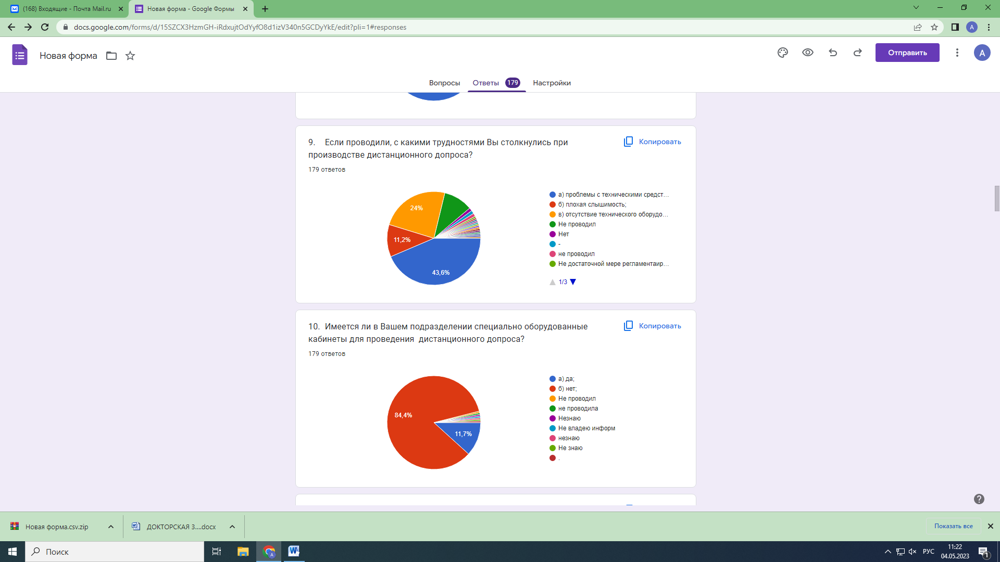 (168) Входящие - Почта Mail.ru
Новая форма - Google Формы
docs.google.com/forms/d/15SZCX3HzmGH-iRdxujtOdYyfO8d1izV340n5GCDyYkE/edit?pli=1#responses
A
Новая форма
Отправить
A
Вопросы
Ответы 179
Настройки
9. Если проводили, с какими трудностями Вы столкнулись при
производстве дистанционного допроса?
Копировать
179 ответов
24%
11,2%
43,6%
а) проблемы с техническими средст...
б) плохая слышимость;
в) отсутствие технического оборудо...
Не проводил
Нет
-
не проводил
Не достаточной мере регламентаир...
1/3
10. Имеется ли в Вашем подразделении специально оборудованные
кабинеты для проведения дистанционного допроса?
Копировать
179 ответов
84,4%
11,7%
а) да;
б) нет;
Не проводил
не проводила
Незнаю
Не владею информ
незнаю
Не знаю
.
Новая форма.csv.zip
ДОКТОРСКАЯ 3....docx
Показать все
Поиск
РУС
11:22
04.05.2023
1